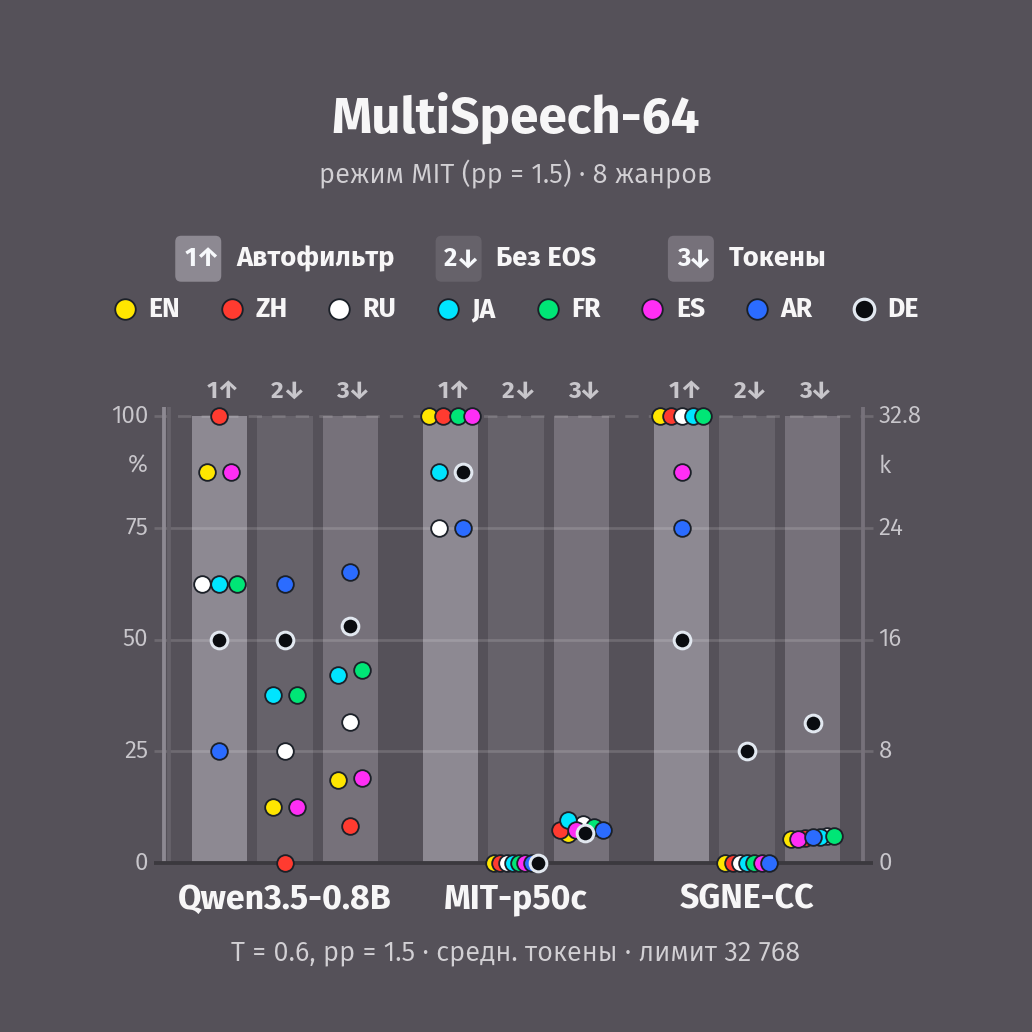 MultiSpeech-64
режим MIT (pp = 1.5) · 8 жанров
1↑ Автофильтр 2↓ Без EOS 3↓ Токены
EN ZH RU JA FR ES AR DE
1↑ 2↓ 3↓ 1↑ 2↓ 3↓ 1↑ 2↓ 3↓
100 32.8
% k
75 24
50 16
25 8
0 0
Qwen3.5-0.8B MIT-p50c SGNE-CC
T = 0.6, pp = 1.5 · средн. токены · лимит 32 768